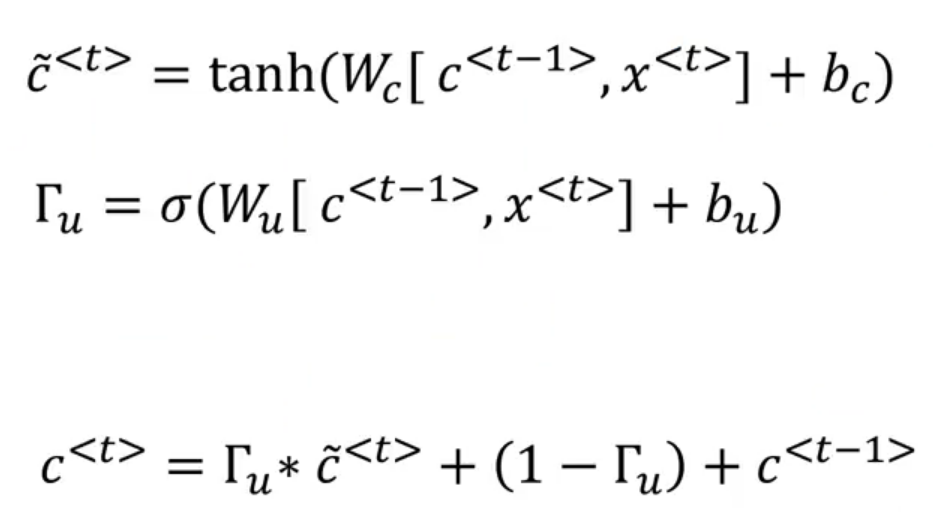 c̃^{<t>} = tanh(W_c[ c^{<t−1>}, x^{<t>}] + b_c)
Γ_u = σ(W_u[ c^{<t−1>}, x^{<t>}] + b_u)
c^{<t>} = Γ_u * c̃^{<t>} + (1 − Γ_u) + c^{<t−1>}